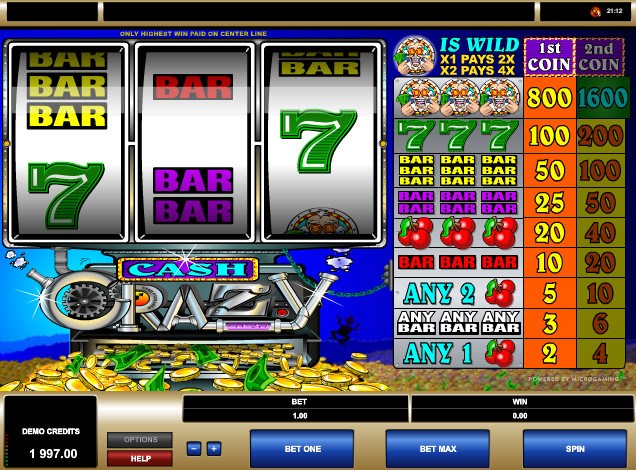 21:12
ONLY HIGHEST WIN PAID ON CENTER LINE
BAR
BAR
BAR
7
BAR
BAR
BAR
BAR
7
CASH
CRAZY
IS WILD
X1 PAYS 2X
X2 PAYS 4X
1st COIN
2nd COIN
800 1600
7 7 7 100 200
BAR BAR BAR
BAR BAR BAR 50 100
BAR BAR BAR
BAR BAR BAR 25 50
BAR BAR BAR
20 40
BAR BAR BAR 10 20
ANY 2 5 10
ANY ANY ANY 3 6
BAR BAR BAR
ANY 1 2 4
POWERED BY MICROGAMING
BET
1.00
WIN
0.00
DEMO CREDITS
1 997.00
OPTIONS
HELP
− +
BET ONE
BET MAX
SPIN